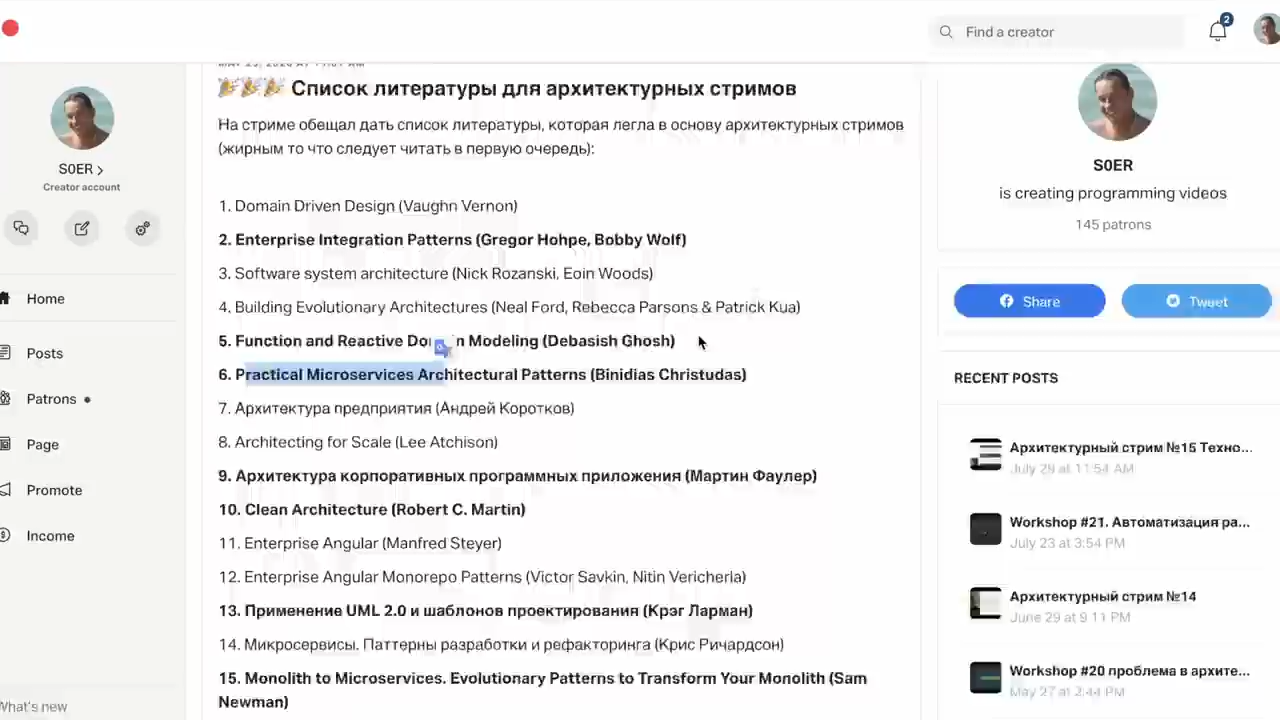 Find a creator
2
S0ER
Creator account
Home
Posts
Patrons
Page
Promote
Income
What's new
Список литературы для архитектурных стримов
На стриме обещал дать список литературы, которая легла в основу архитектурных стримов
(жирным то что следует читать в первую очередь):
1. Domain Driven Design (Vaughn Vernon)
2. Enterprise Integration Patterns (Gregor Hohpe, Bobby Wolf)
3. Software system architecture (Nick Rozanski, Eoin Woods)
4. Building Evolutionary Architectures (Neal Ford, Rebecca Parsons & Patrick Kua)
5. Function and Reactive Modeling (Debasish Ghosh)
6. Practical Microservices Architectural Patterns (Binidias Christudas)
7. Архитектура предприятия (Андрей Коротков)
8. Architecting for Scale (Lee Atchison)
9. Архитектура корпоративных программных приложения (Мартин Фаулер)
10. Clean Architecture (Robert C. Martin)
11. Enterprise Angular (Manfred Steyer)
12. Enterprise Angular Monorepo Patterns (Victor Savkin, Nitin Vericherla)
13. Применение UML 2.0 и шаблонов проектирования (Крэг Ларман)
14. Микросервисы. Паттерны разработки и рефакторинга (Крис Ричардсон)
15. Monolith to Microservices. Evolutionary Patterns to Transform Your Monolith (Sam
Newman)
S0ER
is creating programming videos
145 patrons
Share
Tweet
RECENT POSTS
Архитектурный стрим №15 Техно...
July 29 at 11:54 AM
Workshop #21. Автоматизация ра...
July 23 at 3:54 PM
Архитектурный стрим №14
June 29 at 9:11 PM
Workshop #20 проблема в архите...
May 27 at 2:44 PM